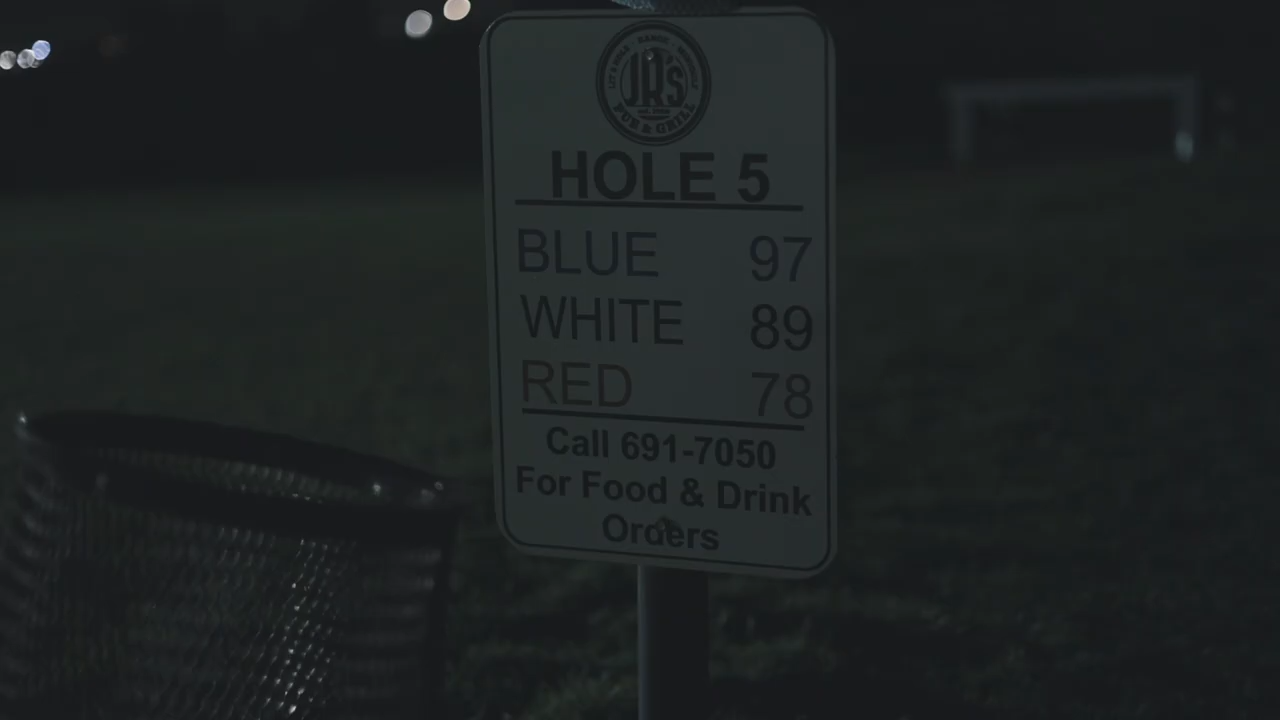 JR's
PUB & GRILL
HOLE 5
BLUE 97
WHITE 89
RED 78
Call 691-7050
For Food & Drink
Orders